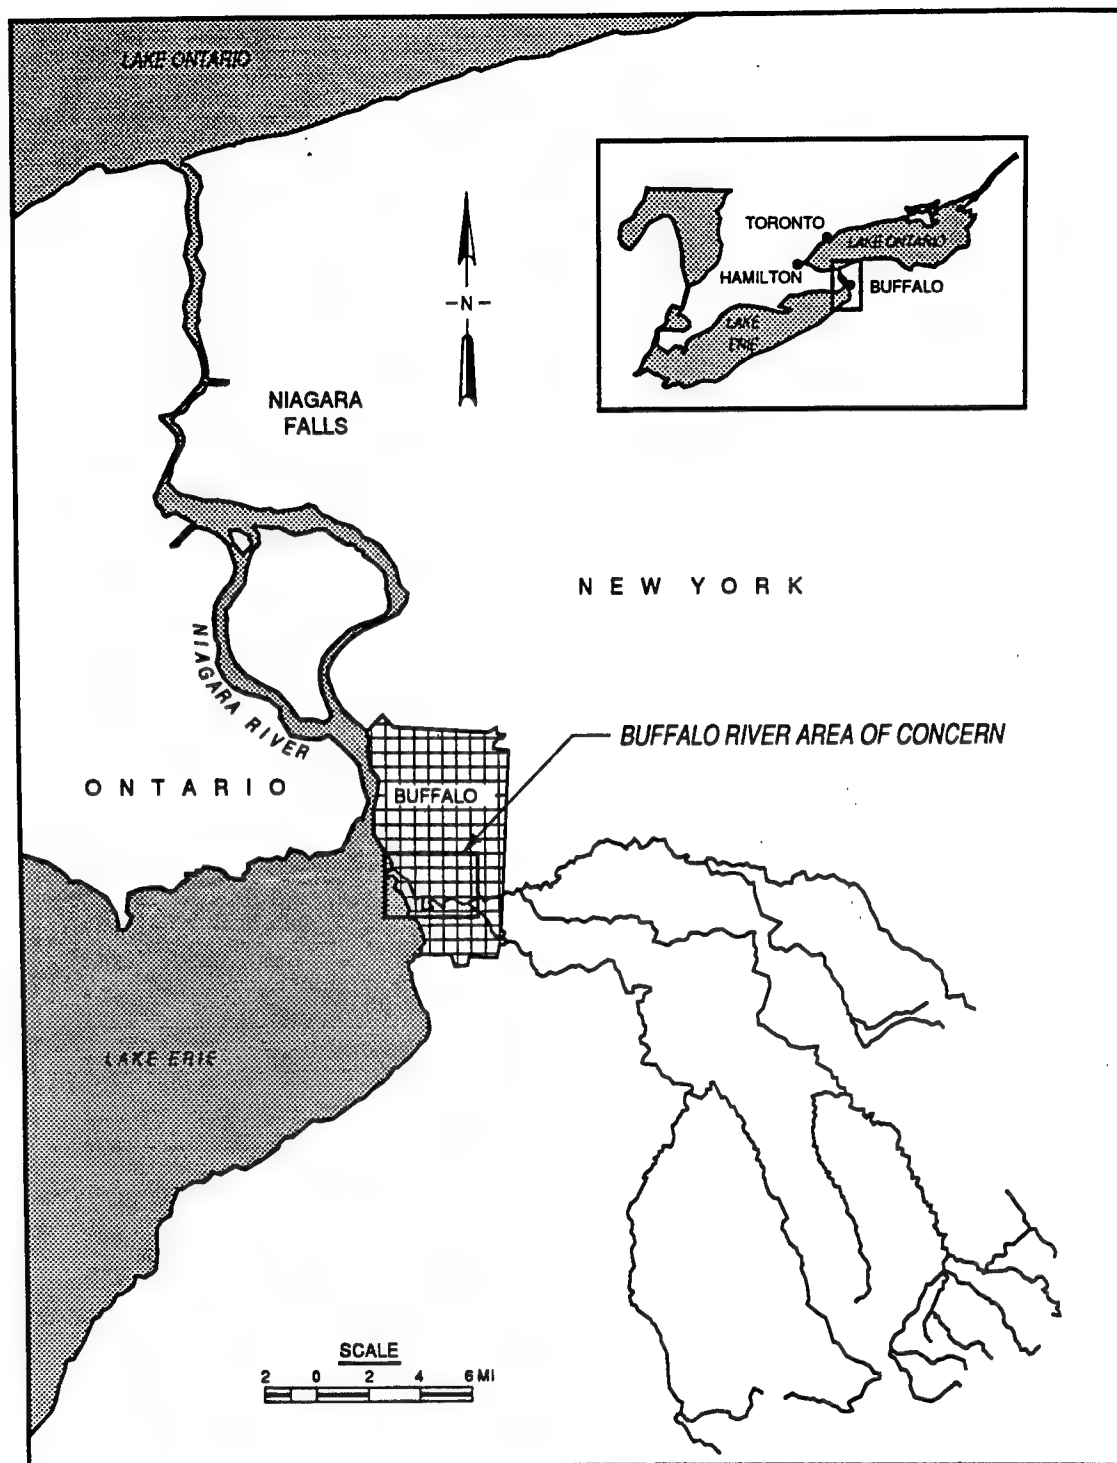 LAKE ONTARIO
TORONTO
LAKE ONTARIO
HAMILTON
BUFFALO
LAKE
ERIE
N
NIAGARA
FALLS
NEW YORK
NIAGARA RIVER
BUFFALO RIVER AREA OF CONCERN
ONTARIO
BUFFALO
LAKE ERIE
SCALE
2 0 2 4 6 MI